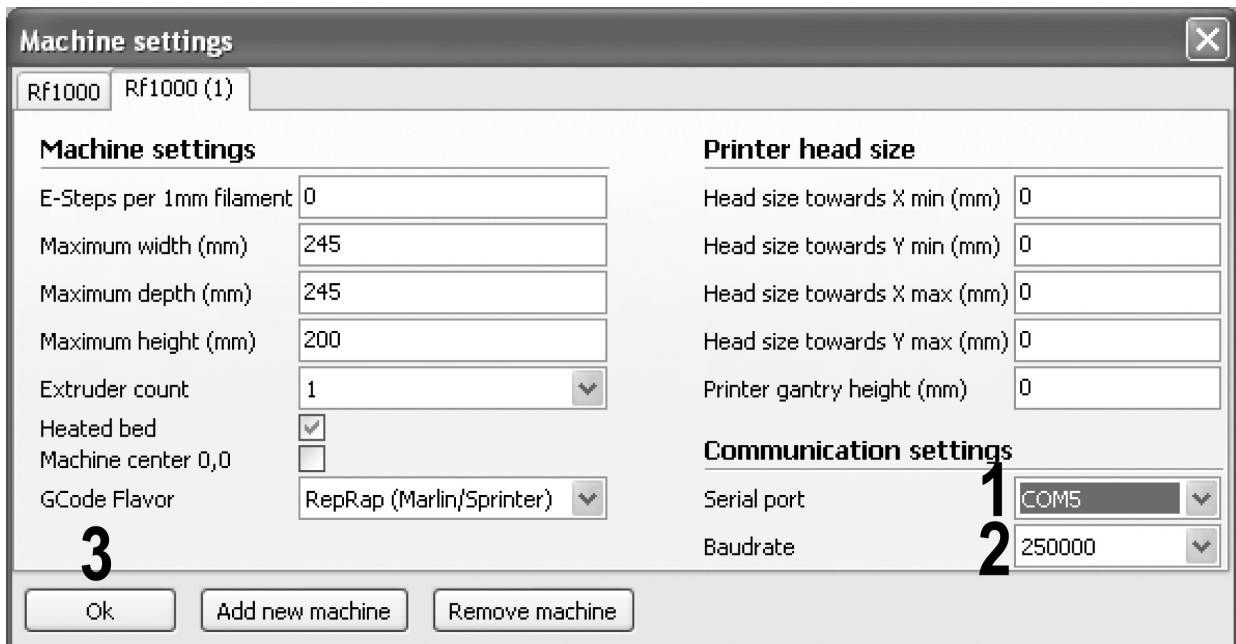 Machine settings
Rf1000
Rf1000 (1)
Machine settings
E-Steps per 1mm filament 0
Maximum width (mm) 245
Maximum depth (mm) 245
Maximum height (mm) 200
Extruder count 1
Heated bed
Machine center 0,0
GCode Flavor RepRap (Marlin/Sprinter)
Printer head size
Head size towards X min (mm) 0
Head size towards Y min (mm) 0
Head size towards X max (mm) 0
Head size towards Y max (mm) 0
Printer gantry height (mm) 0
Communication settings
Serial port 1 COM5
Baudrate 2 250000
3
Ok
Add new machine
Remove machine